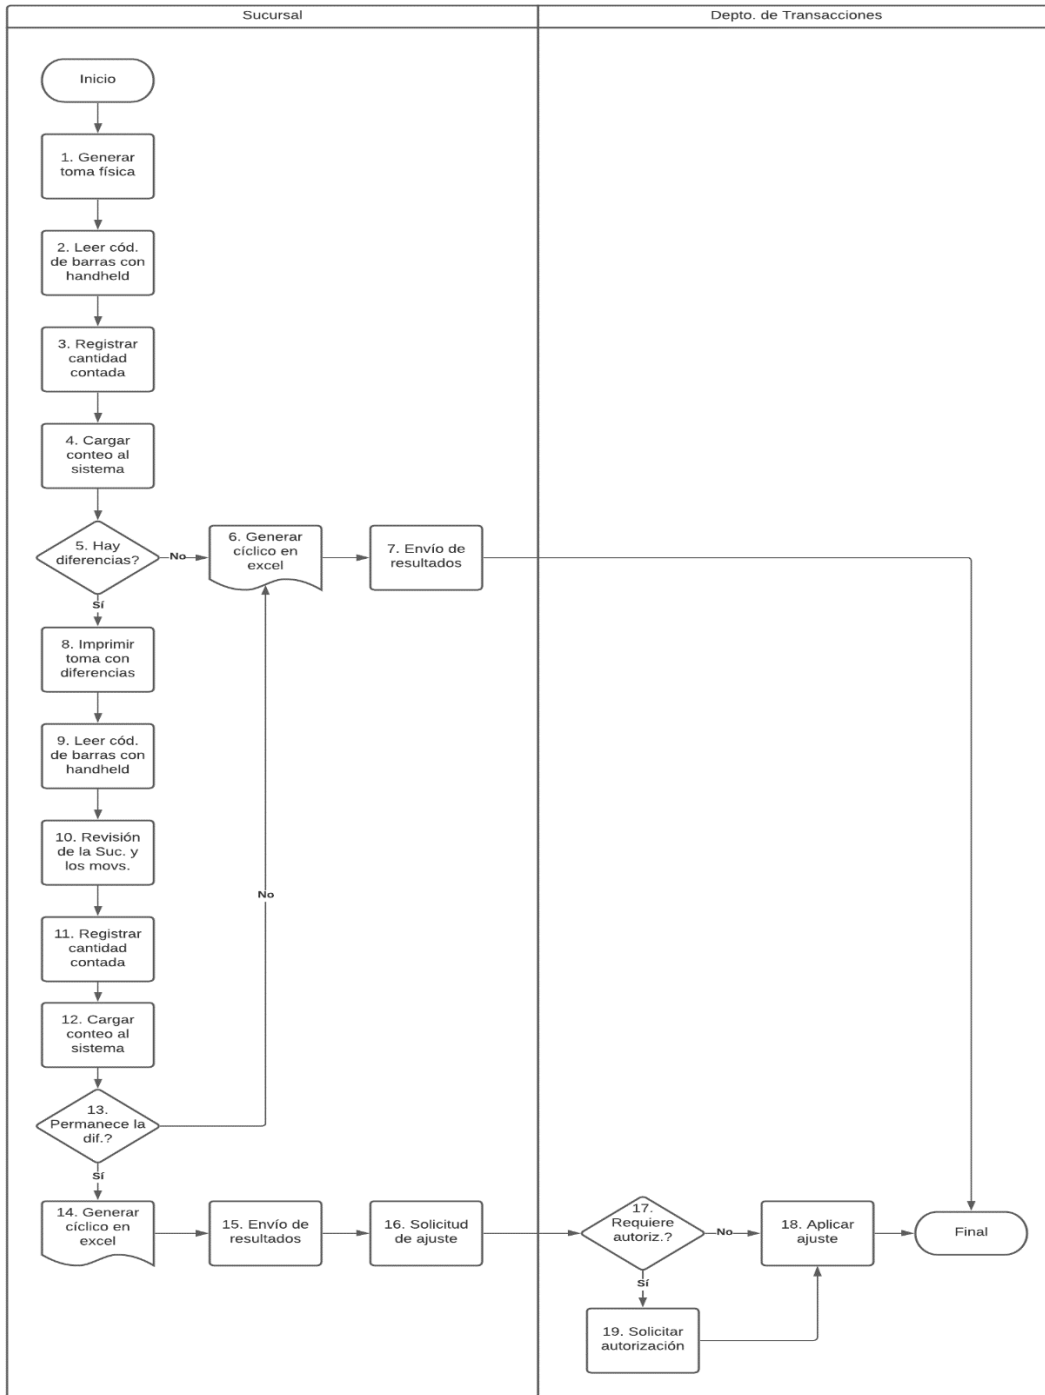 Sucursal
Depto. de Transacciones
Inicio
1. Generar
toma física
2. Leer cód.
de barras con
handheld
3. Registrar
cantidad
contada
4. Cargar
conteo al
sistema
5. Hay
diferencias?
No
6. Generar
cíclico en
excel
7. Envío de
resultados
Sí
8. Imprimir
toma con
diferencias
9. Leer cód.
de barras con
handheld
10. Revisión
de la Suc. y
los movs.
No
11. Registrar
cantidad
contada
12. Cargar
conteo al
sistema
13.
Permanece la
dif.?
Sí
14. Generar
cíclico en
excel
15. Envío de
resultados
16. Solicitud
de ajuste
17.
Requiere
autoriz.?
No
18. Aplicar
ajuste
Final
Sí
19. Solicitar
autorización